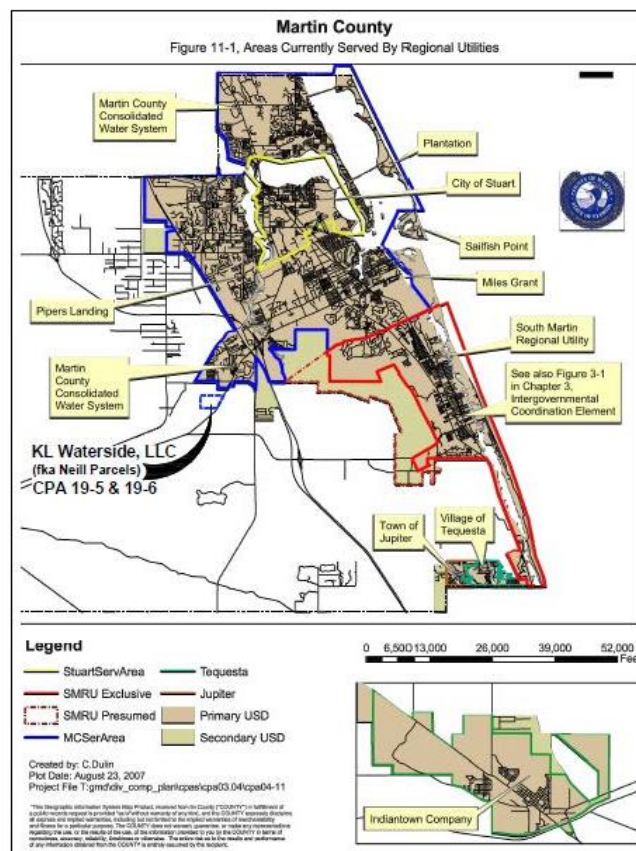 Martin County
Figure 11-1, Areas Currently Served By Regional Utilities
Martin County
Consolidated
Water System
Plantation
City of Stuart
Sailfish Point
Miles Grant
Pipers Landing
South Martin
Regional Utility
Martin
County
Consolidated
Water System
See also Figure 3-1
in Chapter 3,
Intergovernmental
Coordination Element
KL Waterside, LLC
(fka Neill Parcels)
CPA 19-5 & 19-6
Town of
Jupiter
Village of
Tequesta
Legend
StuartServArea
Tequesta
SMRU Exclusive
Jupiter
SMRU Presumed
Primary USD
MCSerArea
Secondary USD
0 6,500 13,000 26,000 39,000 52,000
Fee
Created by: C.Dulin
Plot Date: August 23, 2007
Project File T:gmd\div_comp_plan\cpas\cpa03.04\cpa04-11
Indiantown Company